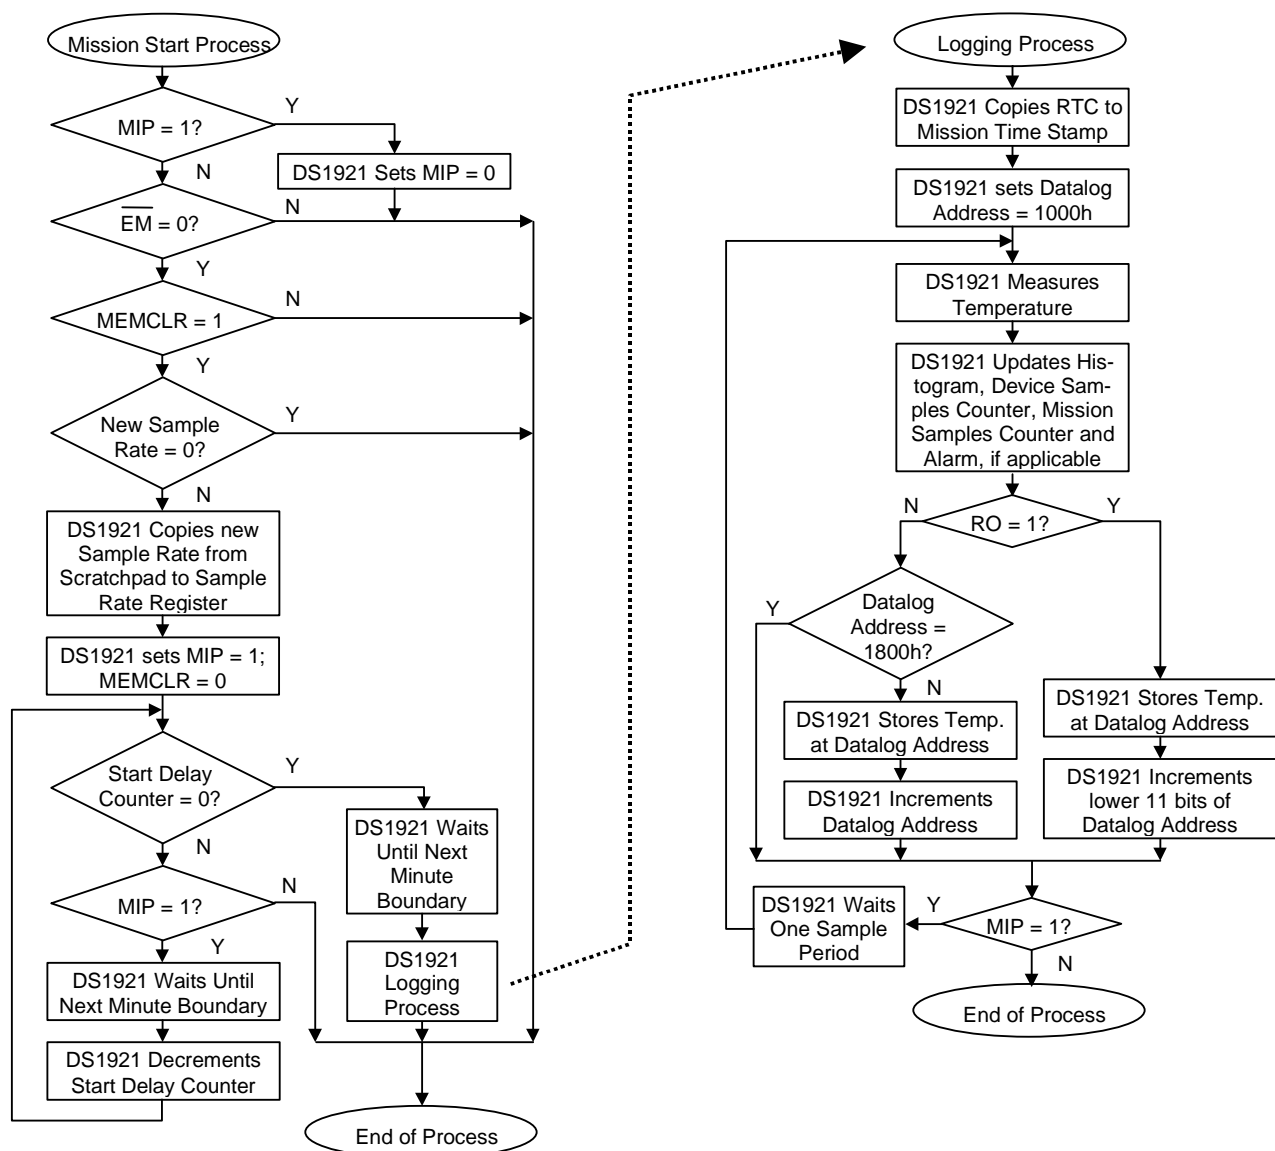 Mission Start Process
MIP = 1?
Y
N
DS1921 Sets MIP = 0
EM = 0?
N
Y
MEMCLR = 1
N
Y
New Sample
Rate = 0?
Y
N
DS1921 Copies new
Sample Rate from
Scratchpad to Sample
Rate Register
DS1921 sets MIP = 1;
MEMCLR = 0
Start Delay
Counter = 0?
Y
N
MIP = 1?
N
Y
DS1921 Waits Until
Next Minute Boundary
DS1921 Decrements
Start Delay Counter
DS1921 Waits
Until Next
Minute
Boundary
DS1921
Logging
Process
End of Process
Logging Process
DS1921 Copies RTC to
Mission Time Stamp
DS1921 sets Datalog
Address = 1000h
DS1921 Measures
Temperature
DS1921 Updates His-
togram, Device Sam-
ples Counter, Mission
Samples Counter and
Alarm, if applicable
RO = 1?
N
Y
Datalog
Address =
1800h?
Y
N
DS1921 Stores Temp.
at Datalog Address
DS1921 Increments
Datalog Address
DS1921 Stores Temp.
at Datalog Address
DS1921 Increments
lower 11 bits of
Datalog Address
MIP = 1?
Y
N
DS1921 Waits
One Sample
Period
End of Process